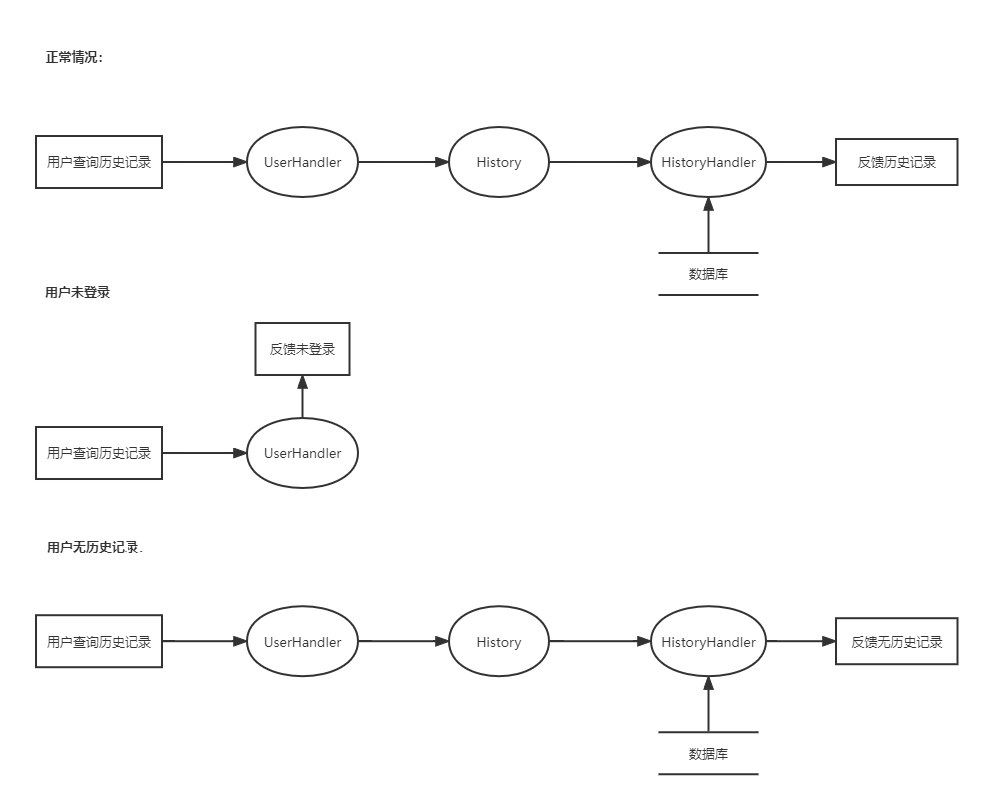 正常情况：
用户查询历史记录
UserHandler
History
HistoryHandler
反馈历史记录
数据库
用户未登录
反馈未登录
用户查询历史记录
UserHandler
用户无历史记录.
用户查询历史记录
UserHandler
History
HistoryHandler
反馈无历史记录
数据库